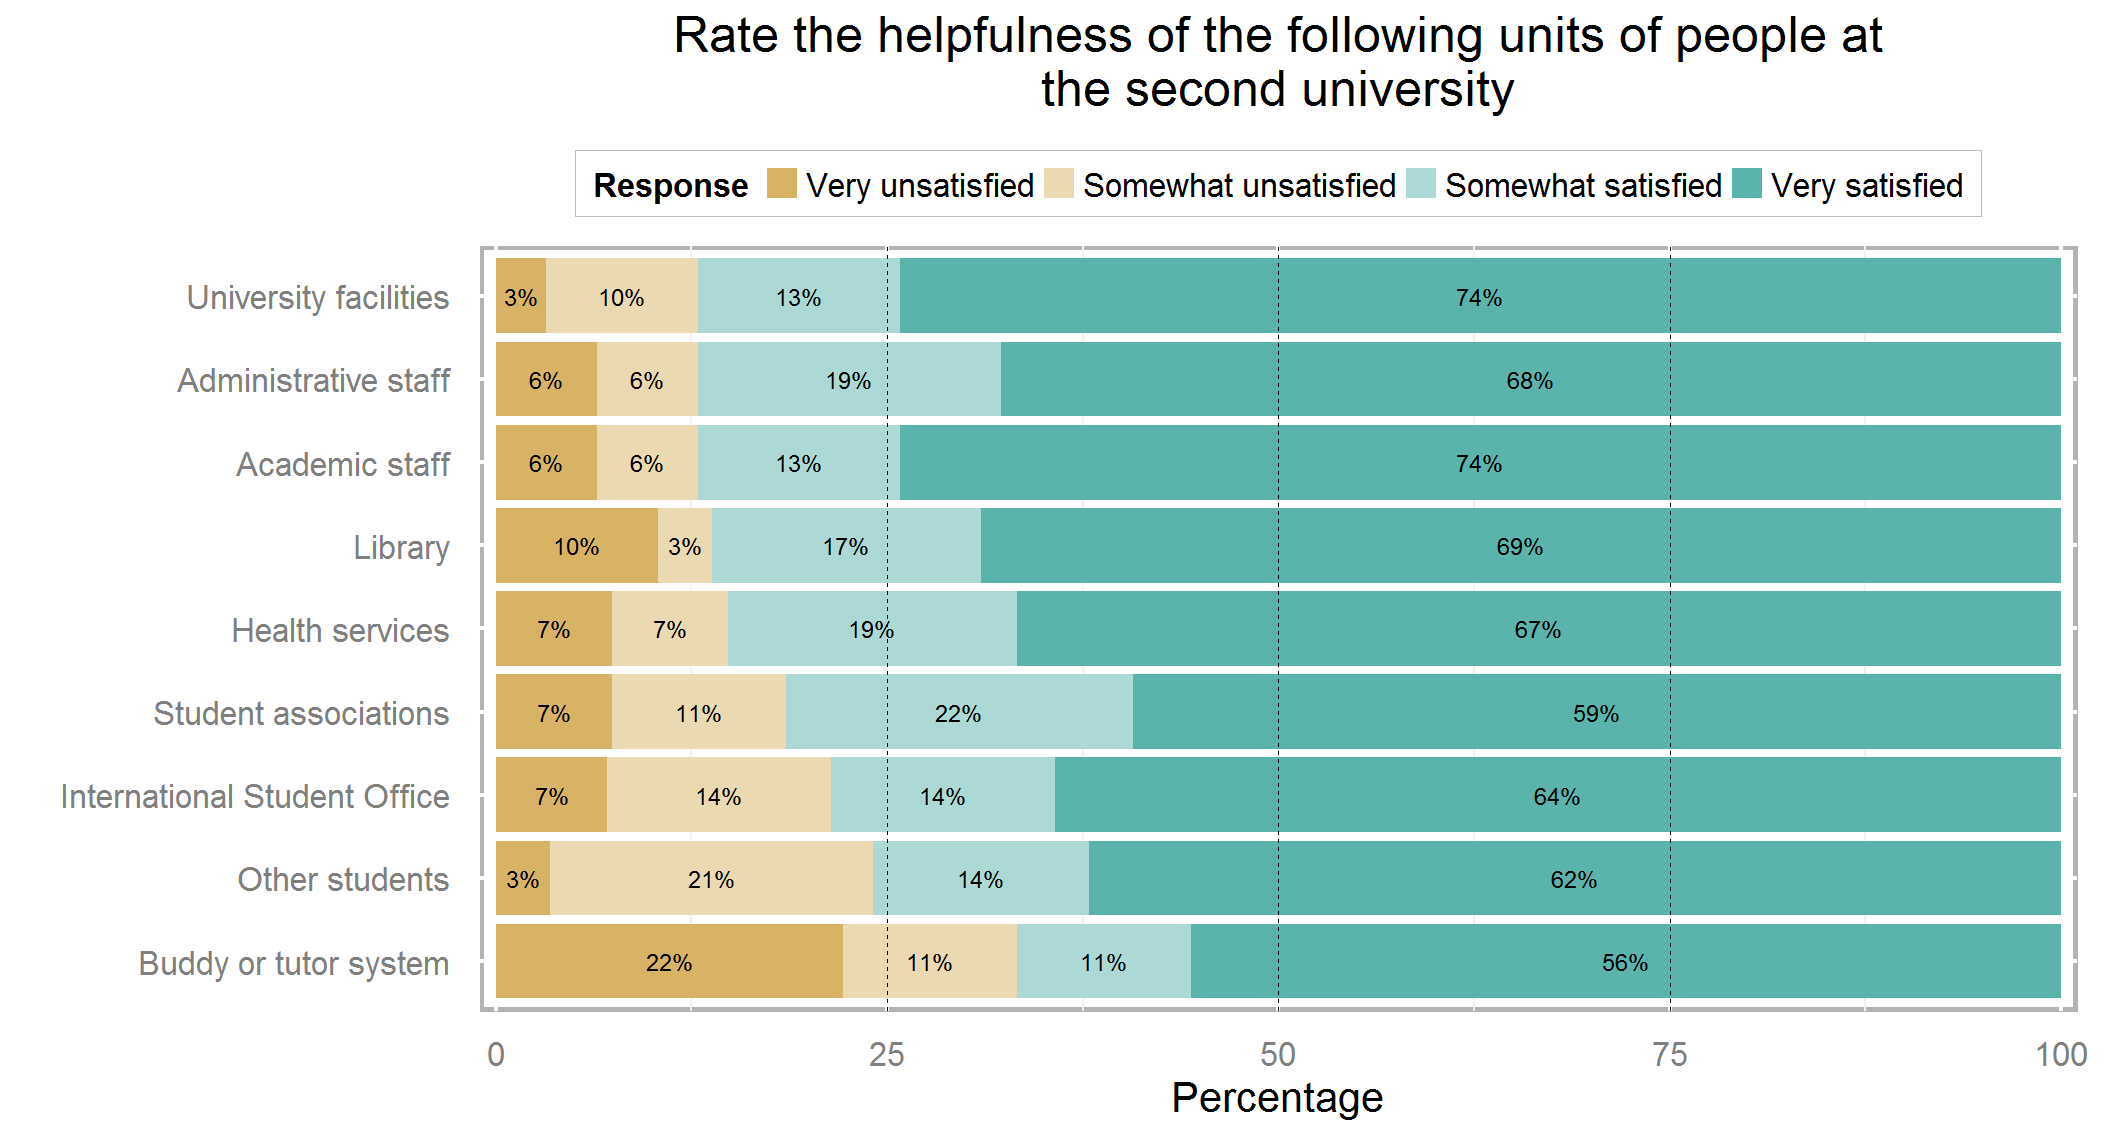 Rate the helpfulness of the following units of people at
the second university
Response Very unsatisfied Somewhat unsatisfied Somewhat satisfied Very satisfied
University facilities 3% 10% 13% 74%
Administrative staff 6% 6% 19% 68%
Academic staff 6% 6% 13% 74%
Library 10% 3% 17% 69%
Health services 7% 7% 19% 67%
Student associations 7% 11% 22% 59%
International Student Office 7% 14% 14% 64%
Other students 3% 21% 14% 62%
Buddy or tutor system 22% 11% 11% 56%
0 25 50 75 100
Percentage